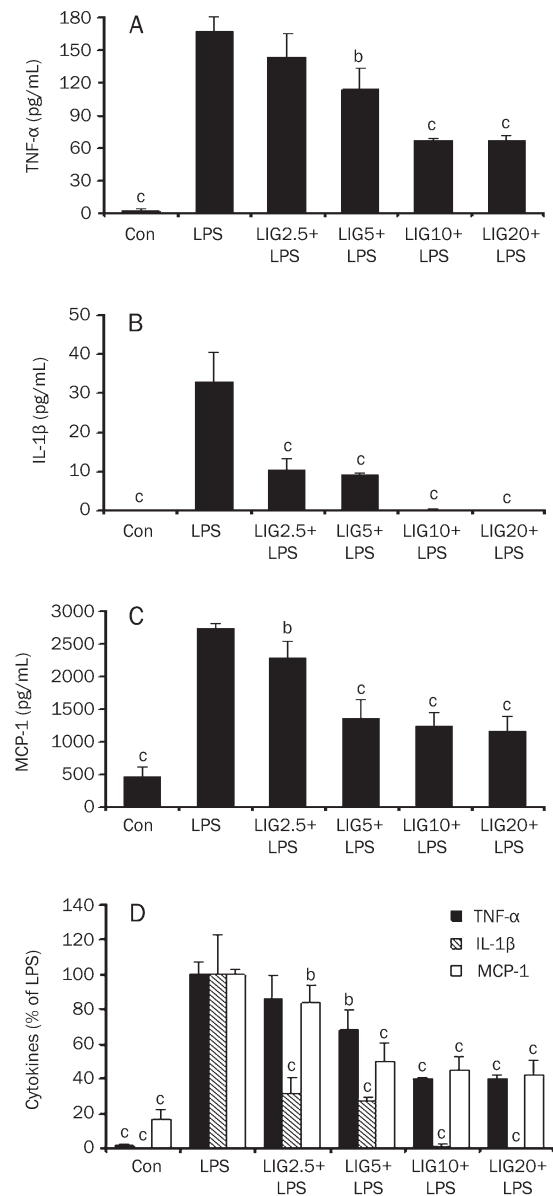 A
TNF-α (pg/mL)
180
150
120
90
60
30
0
c
b
c
c
Con
LPS
LIG2.5+
LPS
LIG5+
LPS
LIG10+
LPS
LIG20+
LPS
B
IL-1β (pg/mL)
50
40
30
20
10
0
c
c
c
c
c
Con
LPS
LIG2.5+
LPS
LIG5+
LPS
LIG10+
LPS
LIG20+
LPS
C
MCP-1 (pg/mL)
3000
2500
2000
1500
1000
500
0
c
b
c
c
c
Con
LPS
LIG2.5+
LPS
LIG5+
LPS
LIG10+
LPS
LIG20+
LPS
D
Cytokines (% of LPS)
140
120
100
80
60
40
20
0
TNF-α
IL-1β
MCP-1
c
c
c
c
b
b
c
c
c
c
c
c
c
c
Con
LPS
LIG2.5+
LPS
LIG5+
LPS
LIG10+
LPS
LIG20+
LPS